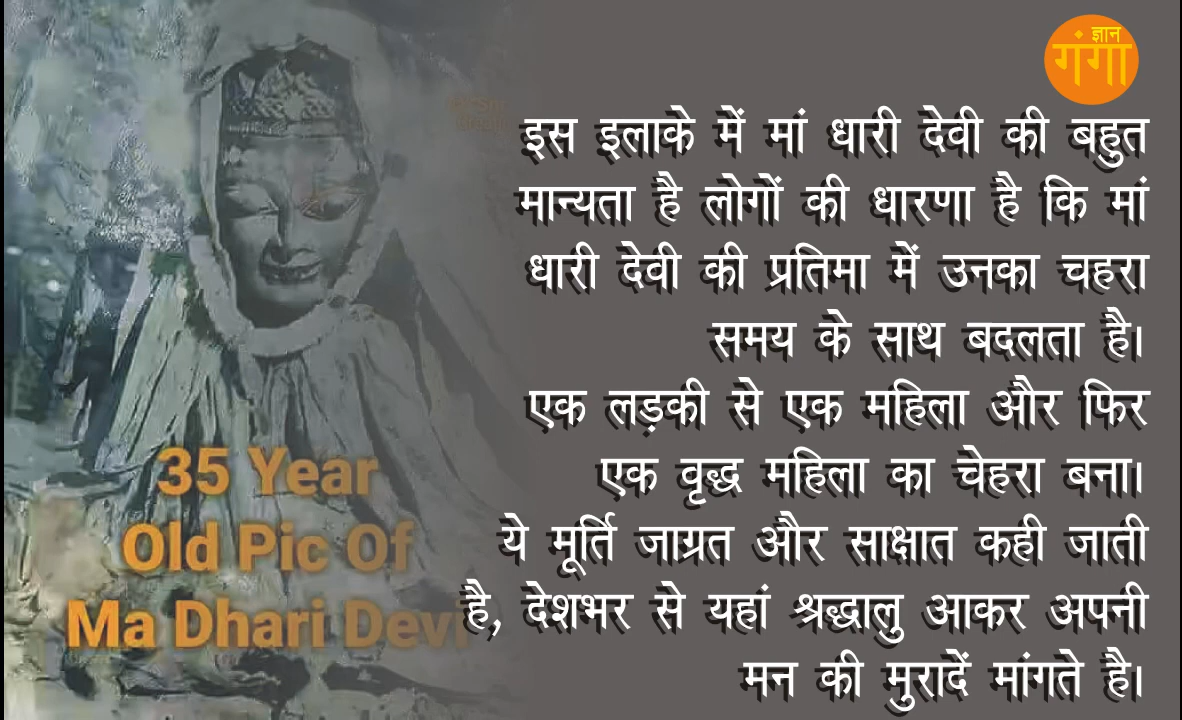 ज्ञान
गंगा
इस इलाके में मां धारी देवी की बहुत
मान्यता है लोगों की धारणा है कि मां
धारी देवी की प्रतिमा में उनका चहरा
समय के साथ बदलता है।
एक लड़की से एक महिला और फिर
एक वृद्ध महिला का चेहरा बना।
ये मूर्ति जाग्रत और साक्षात कही जाती
है, देशभर से यहां श्रद्धालु आकर अपनी
मन की मुरादें मांगते है।
35 Year
Old Pic Of
Ma Dhari Devi